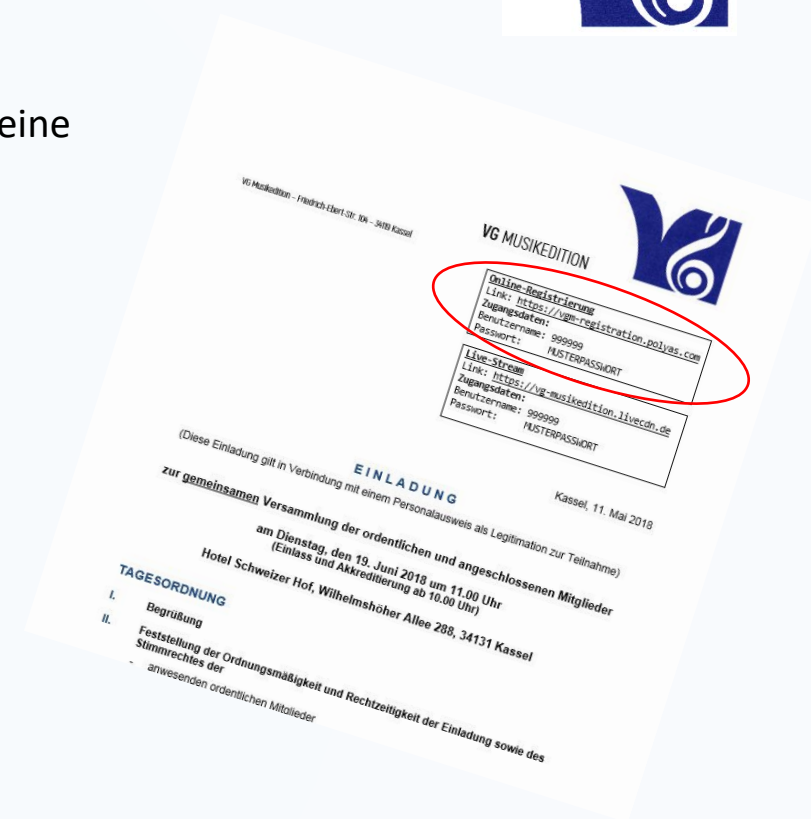 eine
VG Musikedition – Friedrich-Ebert-Str. 104 – 34119 Kassel
VG MUSIKEDITION
Online-Registrierung
Link: https://vgm-registration.polyas.com
Zugangsdaten:
Benutzername: 999999
Passwort: MUSTERPASSWORT
Live-Stream
Link: https://vg-musikedition.livecdn.de
Zugangsdaten:
Benutzername: 999999
Passwort: MUSTERPASSWORT
Kassel, 11. Mai 2018
EINLADUNG
(Diese Einladung gilt in Verbindung mit einem Personalausweis als Legitimation zur Teilnahme)
zur gemeinsamen Versammlung der ordentlichen und angeschlossenen Mitglieder
am Dienstag, den 19. Juni 2018 um 11.00 Uhr
(Einlass und Akkreditierung ab 10.00 Uhr)
Hotel Schweizer Hof, Wilhelmshöher Allee 288, 34131 Kassel
TAGESORDNUNG
I. Begrüßung
II. Feststellung der Ordnungsmäßigkeit und Rechtzeitigkeit der Einladung sowie des
Stimmrechtes der
- anwesenden ordentlichen Mitglieder